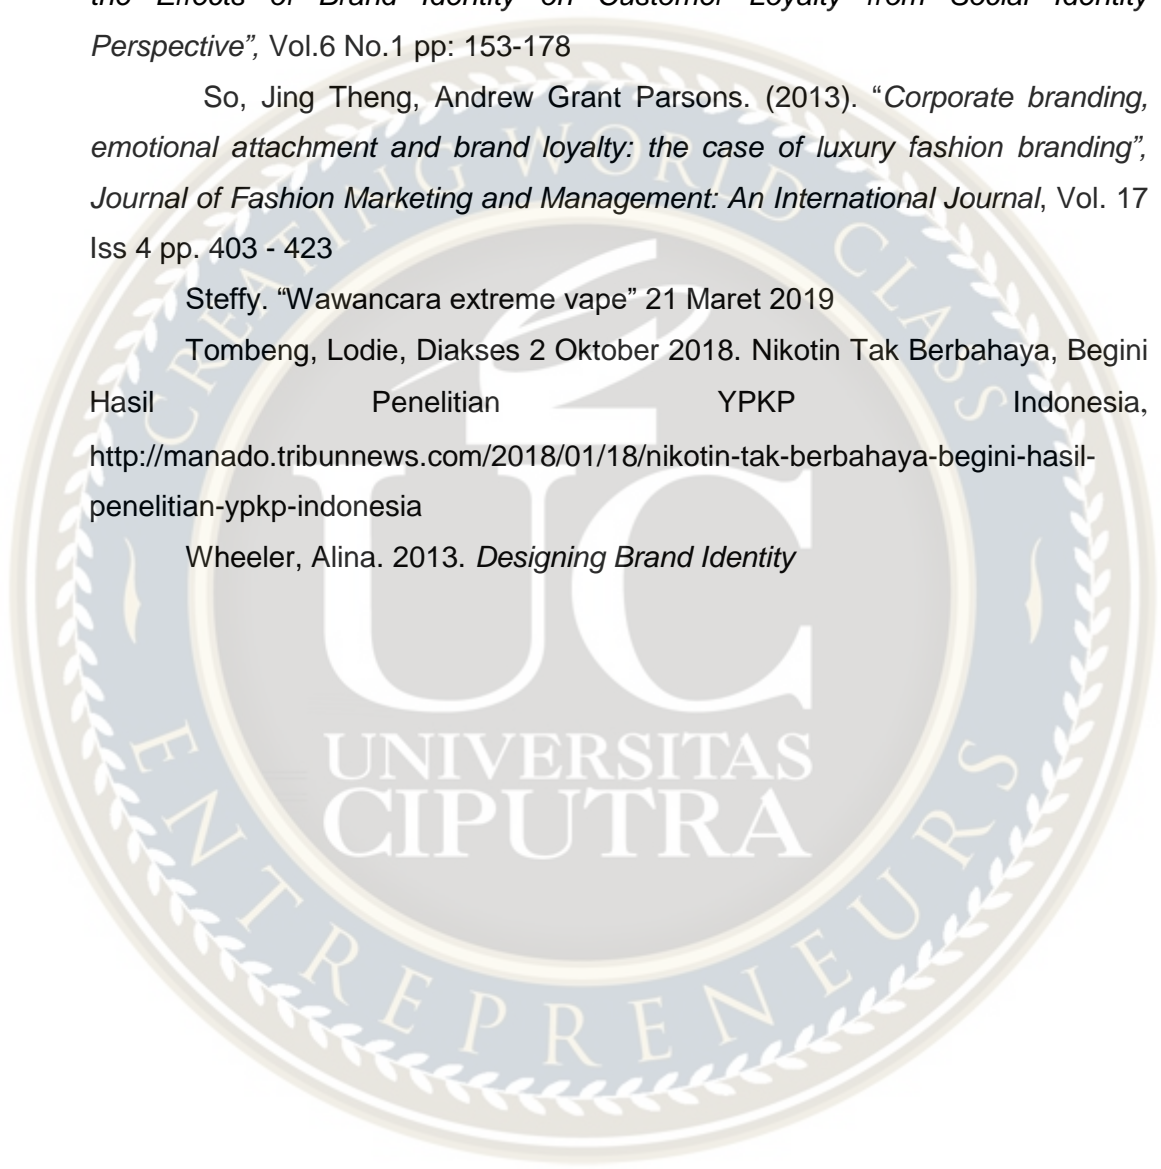 the Effects of Brand Identity on Customer Loyalty from Social Identity
Perspective”, Vol.6 No.1 pp: 153-178
So, Jing Theng, Andrew Grant Parsons. (2013). “Corporate branding,
emotional attachment and brand loyalty: the case of luxury fashion branding”,
Journal of Fashion Marketing and Management: An International Journal, Vol. 17
Iss 4 pp. 403 - 423
Steffy. “Wawancara extreme vape” 21 Maret 2019
Tombeng, Lodie, Diakses 2 Oktober 2018. Nikotin Tak Berbahaya, Begini
Hasil Penelitian YPKP Indonesia,
http://manado.tribunnews.com/2018/01/18/nikotin-tak-berbahaya-begini-hasil-
penelitian-ypkp-indonesia
Wheeler, Alina. 2013. Designing Brand Identity
CREATING WORLD CLASS
UC
UNIVERSITAS
CIPUTRA
ENTREPRENEURS